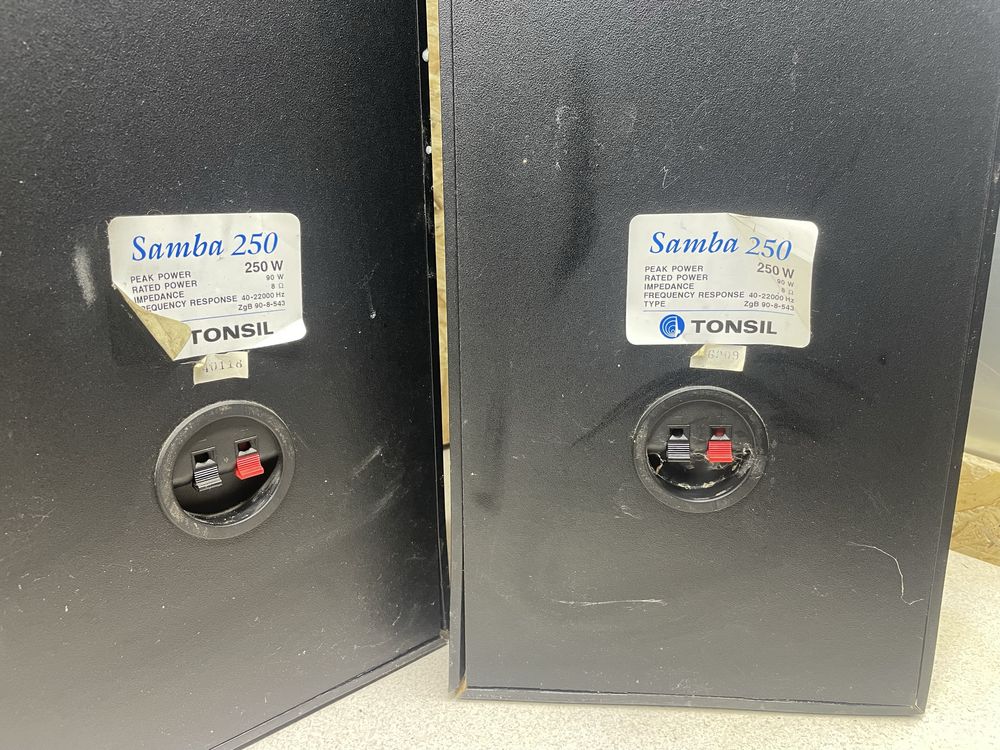 Samba 250
PEAK POWER 250 W
RATED POWER 90 W
IMPEDANCE 8 Ω
EQUENCY RESPONSE 40-22000 Hz
ZgB 90-8-543
TONSIL
40116
Samba 250
PEAK POWER 250 W
RATED POWER 90 W
IMPEDANCE 8 Ω
FREQUENCY RESPONSE 40-22000 Hz
TYPE ZgB 90-8-543
TONSIL